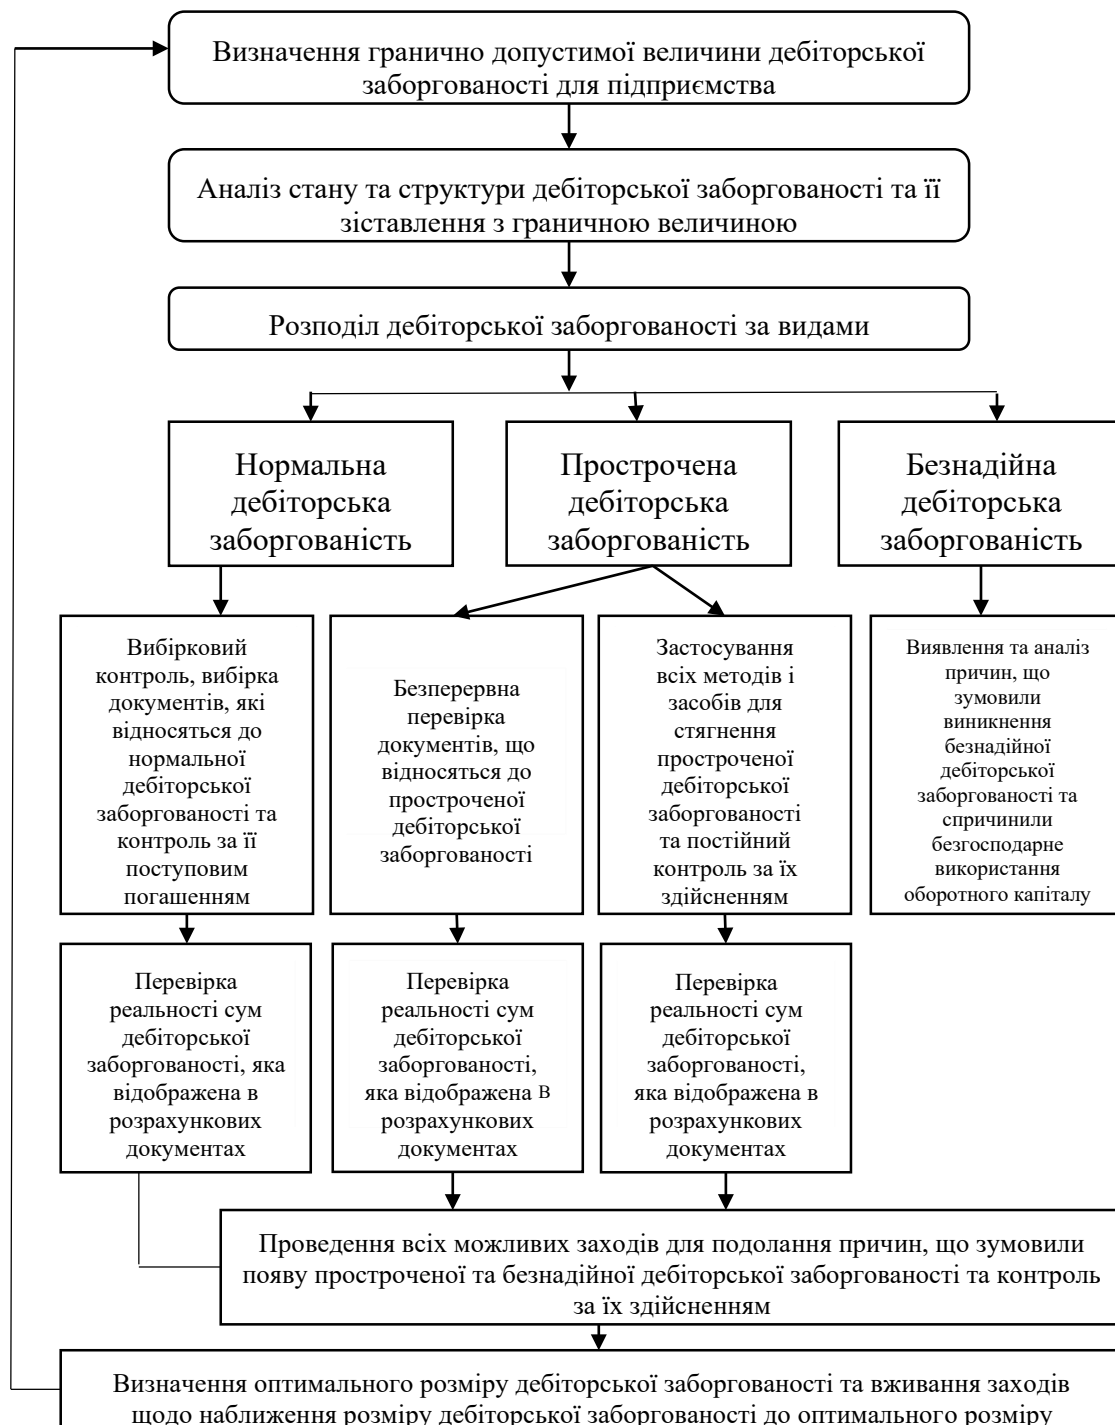 Визначення гранично допустимої величини дебіторської
заборгованості для підприємства
Аналіз стану та структури дебіторської заборгованості та її
зіставлення з граничною величиною
Розподіл дебіторської заборгованості за видами
Нормальна
дебіторська
заборгованість
Прострочена
дебіторська
заборгованість
Безнадійна
дебіторська
заборгованість
Вибірковий
контроль, вибірка
документів, які
відносяться до
нормальної
дебіторської
заборгованості та
контроль за її
поступовим
погашенням
Безперервна
перевірка
документів, що
відносяться до
простроченої
дебіторської
заборгованості
Застосування
всіх методів і
засобів для
стягнення
простроченої
дебіторської
заборгованості
та постійний
контроль за їх
здійсненням
Виявлення та аналіз
причин, що
зумовили
виникнення
безнадійної
дебіторської
заборгованості та
спричинили
безгосподарне
використання
оборотного капіталу
Перевірка
реальності сум
дебіторської
заборгованості, яка
відображена в
розрахункових
документах
Перевірка
реальності сум
дебіторської
заборгованості,
яка відображена в
розрахункових
документах
Перевірка
реальності сум
дебіторської
заборгованості,
яка відображена в
розрахункових
документах
Проведення всіх можливих заходів для подолання причин, що зумовили
появу простроченої та безнадійної дебіторської заборгованості та контроль
за їх здійсненням
Визначення оптимального розміру дебіторської заборгованості та вживання заходів
щодо наближення розміру дебіторської заборгованості до оптимального розміру